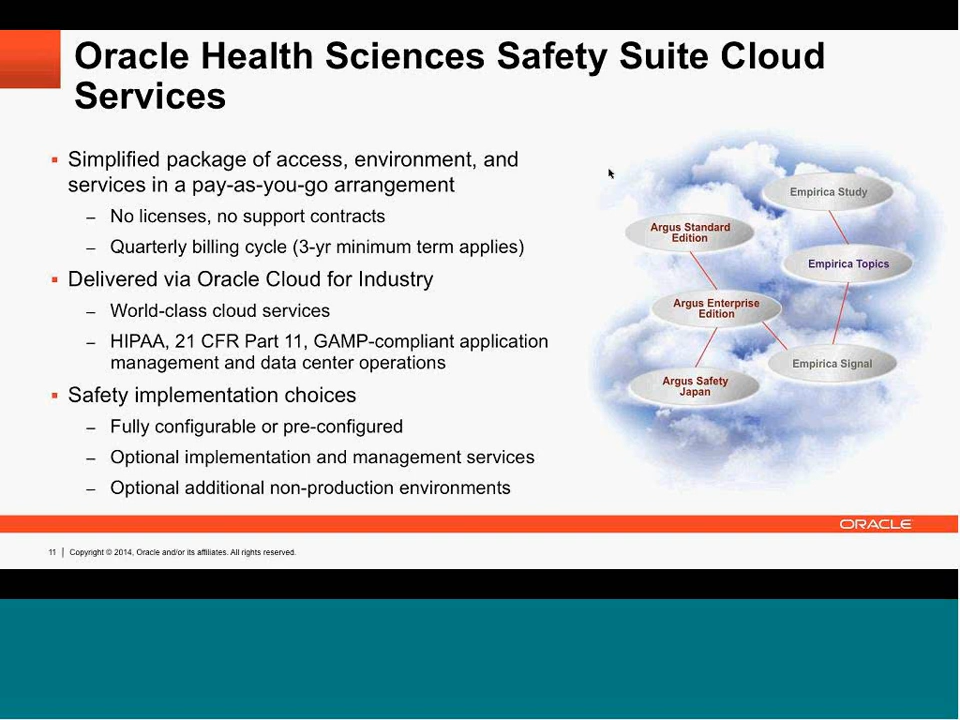 Oracle Health Sciences Safety Suite Cloud
Services
▪ Simplified package of access, environment, and
services in a pay-as-you-go arrangement
– No licenses, no support contracts
– Quarterly billing cycle (3-yr minimum term applies)
▪ Delivered via Oracle Cloud for Industry
– World-class cloud services
– HIPAA, 21 CFR Part 11, GAMP-compliant application
management and data center operations
▪ Safety implementation choices
– Fully configurable or pre-configured
– Optional implementation and management services
– Optional additional non-production environments
Empirica Study
Argus Standard
Edition
Empirica Topics
Argus Enterprise
Edition
Empirica Signal
Argus Safety
Japan
ORACLE
11 | Copyright © 2014, Oracle and/or its affiliates. All rights reserved.